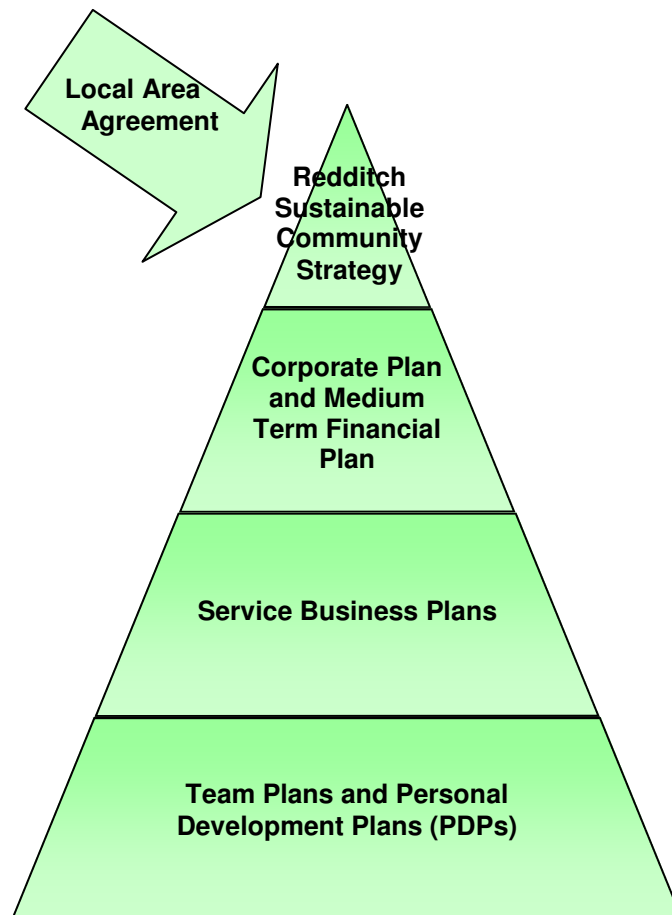 Local Area
Agreement
Redditch
Sustainable
Community
Strategy
Corporate Plan
and Medium
Term Financial
Plan
Service Business Plans
Team Plans and Personal
Development Plans (PDPs)